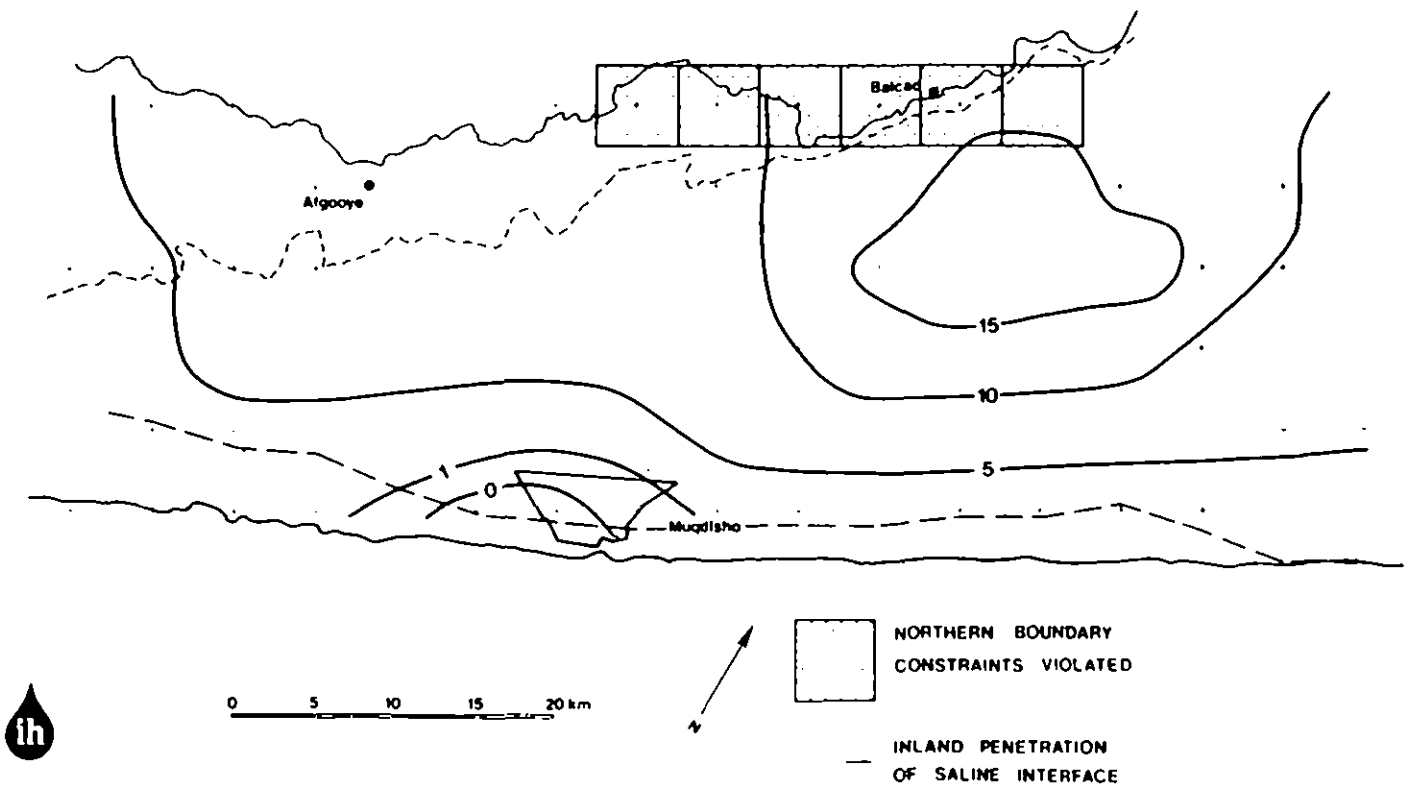 Balcad
Afgooye
15
10
5
1
0
Muqdisho
NORTHERN BOUNDARY
CONSTRAINTS VIOLATED
0 5 10 15 20 km
N
INLAND PENETRATION
OF SALINE INTERFACE
ih